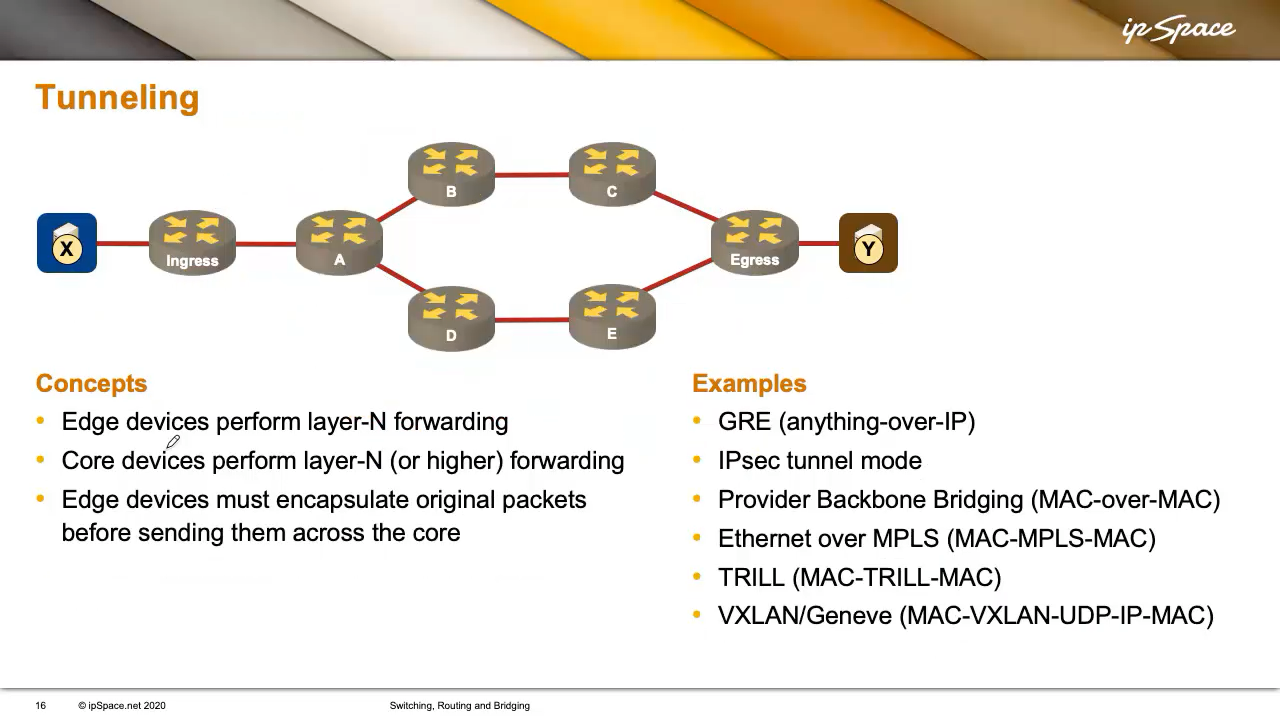 ip Space
Tunneling
B
C
X
Ingress
A
Egress
Y
D
E
Concepts
• Edge devices perform layer-N forwarding
• Core devices perform layer-N (or higher) forwarding
• Edge devices must encapsulate original packets
before sending them across the core
Examples
• GRE (anything-over-IP)
• IPsec tunnel mode
• Provider Backbone Bridging (MAC-over-MAC)
• Ethernet over MPLS (MAC-MPLS-MAC)
• TRILL (MAC-TRILL-MAC)
• VXLAN/Geneve (MAC-VXLAN-UDP-IP-MAC)
16 © ipSpace.net 2020 Switching, Routing and Bridging